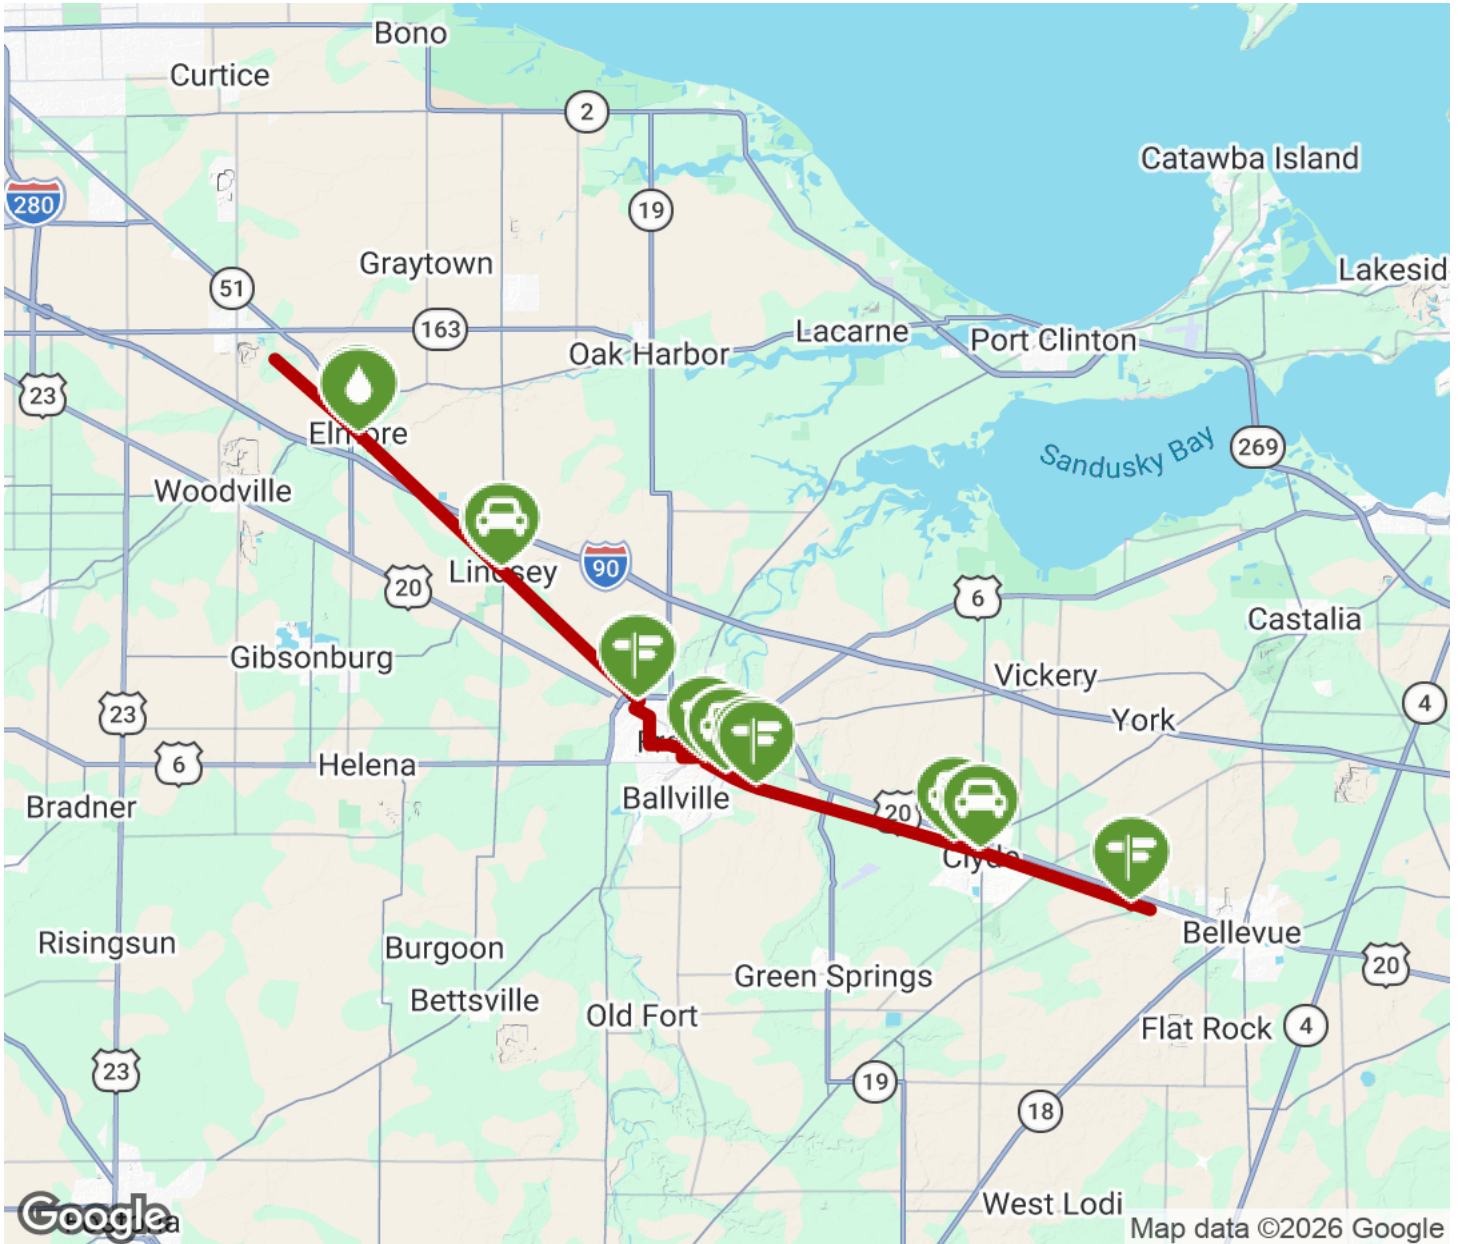 Bono
Curtice
2
Catawba Island
280
19
Graytown
Lakesid
51
163
Lacarne
Port Clinton
Oak Harbor
23
Elmore
Sandusky Bay
269
Woodville
Lindsey
90
20
6
Castalia
Gibsonburg
Vickery
4
23
York
6
Helena
Ballville
Bradner
20
Clyde
Bellevue
Risingsun
Burgoon
20
Green Springs
Bettsville
Old Fort
Flat Rock
4
23
19
18
West Lodi
Google
Map data ©2026 Google